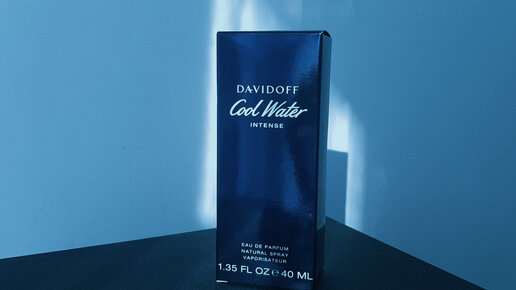 DAVIDOFF
Cool Water
INTENSE
EAU DE PARFUM
NATURAL SPRAY
VAPORISATEUR
1.35 FL OZ ℮ 40 ML